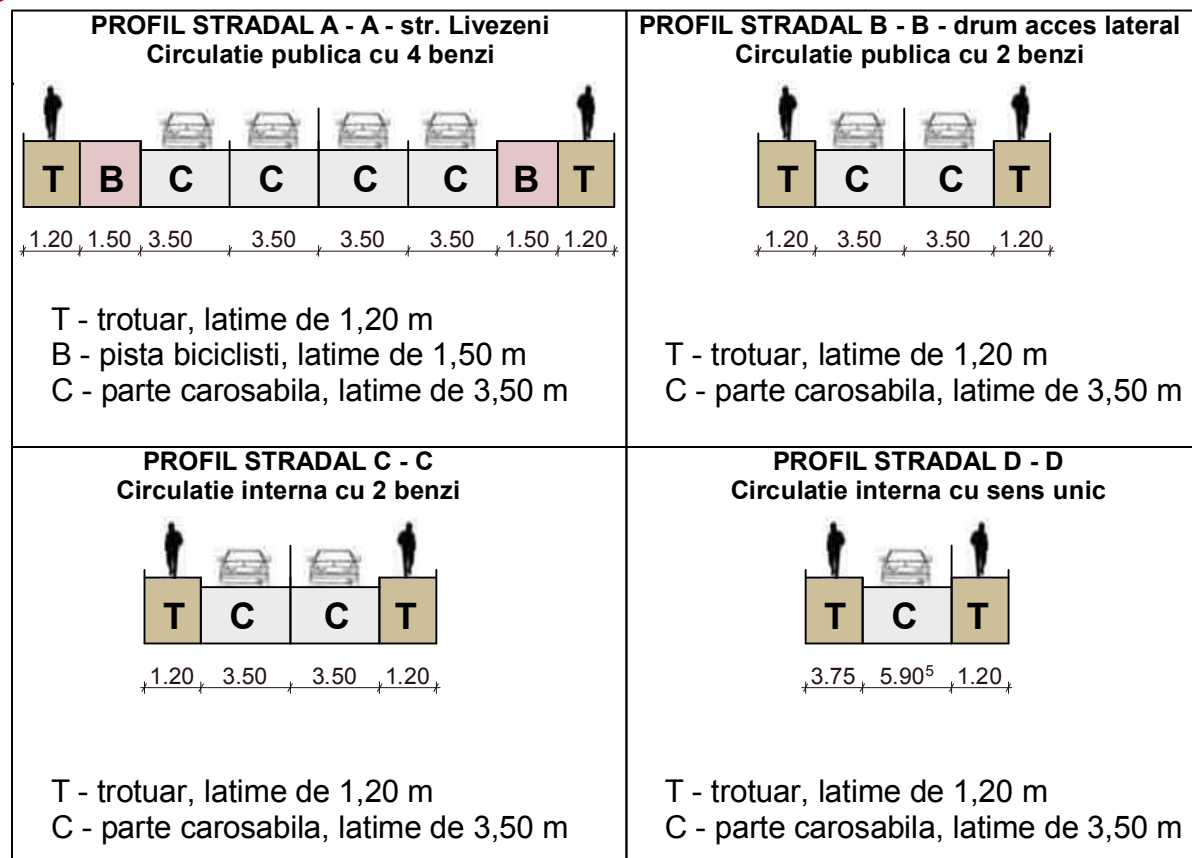 PROFIL STRADAL A - A - str. Livezeni
Circulatie publica cu 4 benzi
T B C C C C B T
1.20 1.50 3.50 3.50 3.50 3.50 1.50 1.20
T - trotuar, latime de 1,20 m
B - pista biciclisti, latime de 1,50 m
C - parte carosabila, latime de 3,50 m
PROFIL STRADAL B - B - drum acces lateral
Circulatie publica cu 2 benzi
T C C T
1.20 3.50 3.50 1.20
T - trotuar, latime de 1,20 m
C - parte carosabila, latime de 3,50 m
PROFIL STRADAL C - C
Circulatie interna cu 2 benzi
T C C T
1.20 3.50 3.50 1.20
T - trotuar, latime de 1,20 m
C - parte carosabila, latime de 3,50 m
PROFIL STRADAL D - D
Circulatie interna cu sens unic
T C T
3.75 5.90⁵ 1.20
T - trotuar, latime de 1,20 m
C - parte carosabila, latime de 3,50 m